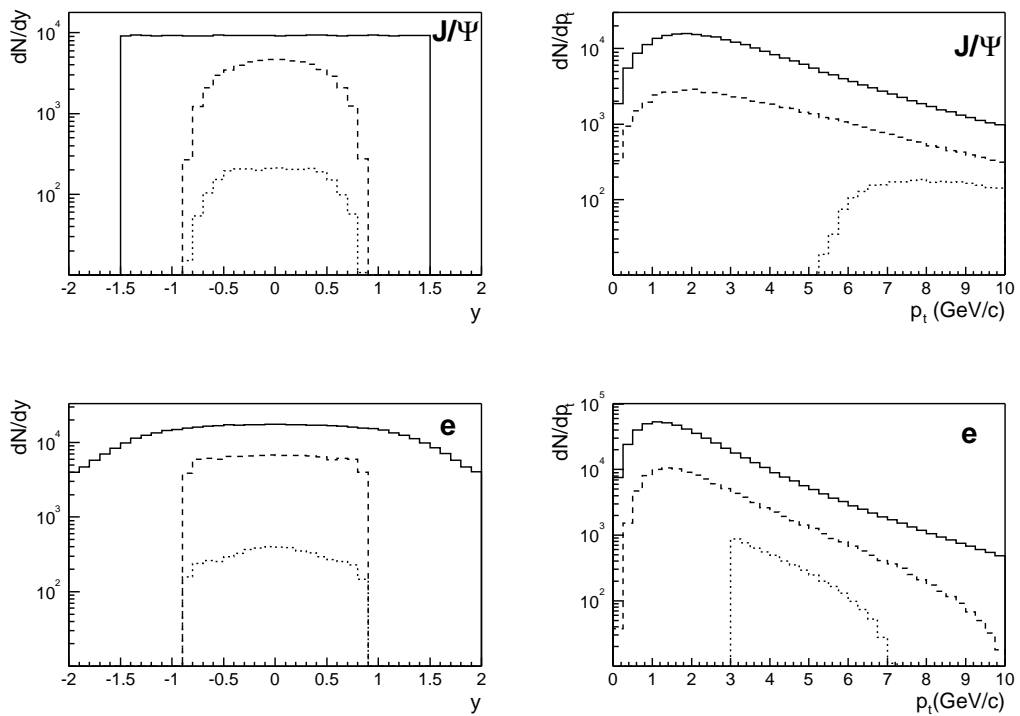 dN/dy
10⁴
10³
10²
J/Ψ
-2 -1.5 -1 -0.5 0 0.5 1 1.5 2
y
dN/dpt
10⁴
10³
10²
J/Ψ
0 1 2 3 4 5 6 7 8 9 10
pt (GeV/c)
dN/dy
10⁴
10³
10²
e
-2 -1.5 -1 -0.5 0 0.5 1 1.5 2
y
dN/dpt
10⁵
10⁴
10³
10²
e
0 1 2 3 4 5 6 7 8 9 10
pt(GeV/c)